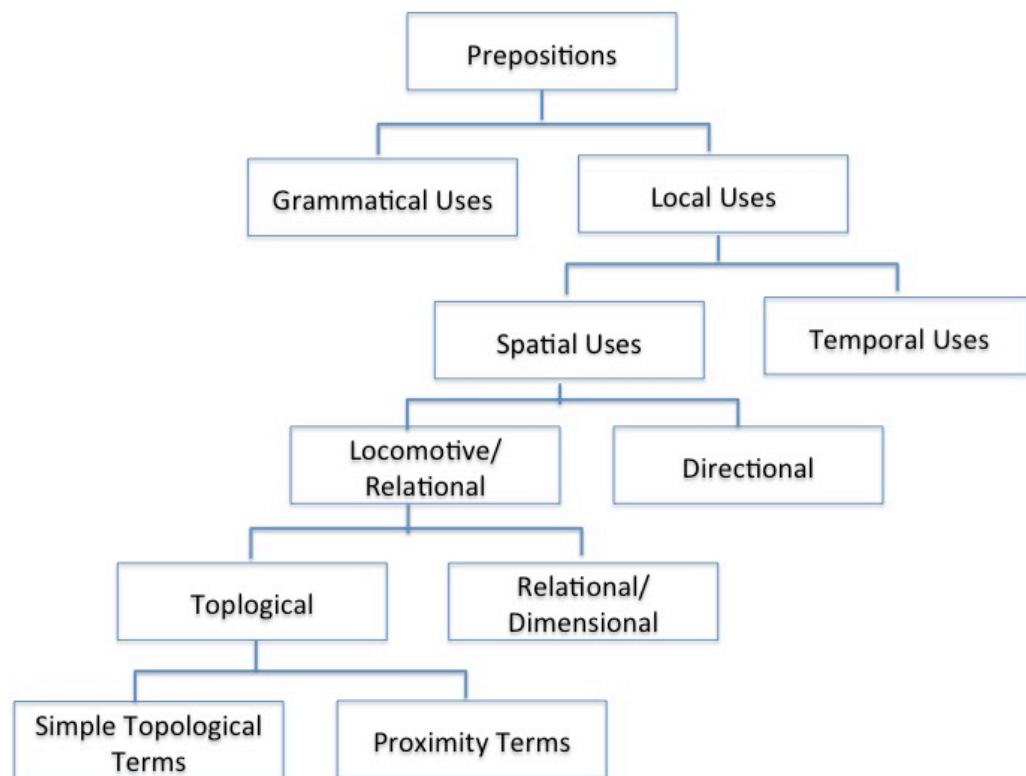 Prepositions
Grammatical Uses
Local Uses
Spatial Uses
Temporal Uses
Locomotive/
Relational
Directional
Toplogical
Relational/
Dimensional
Simple Topological
Terms
Proximity Terms